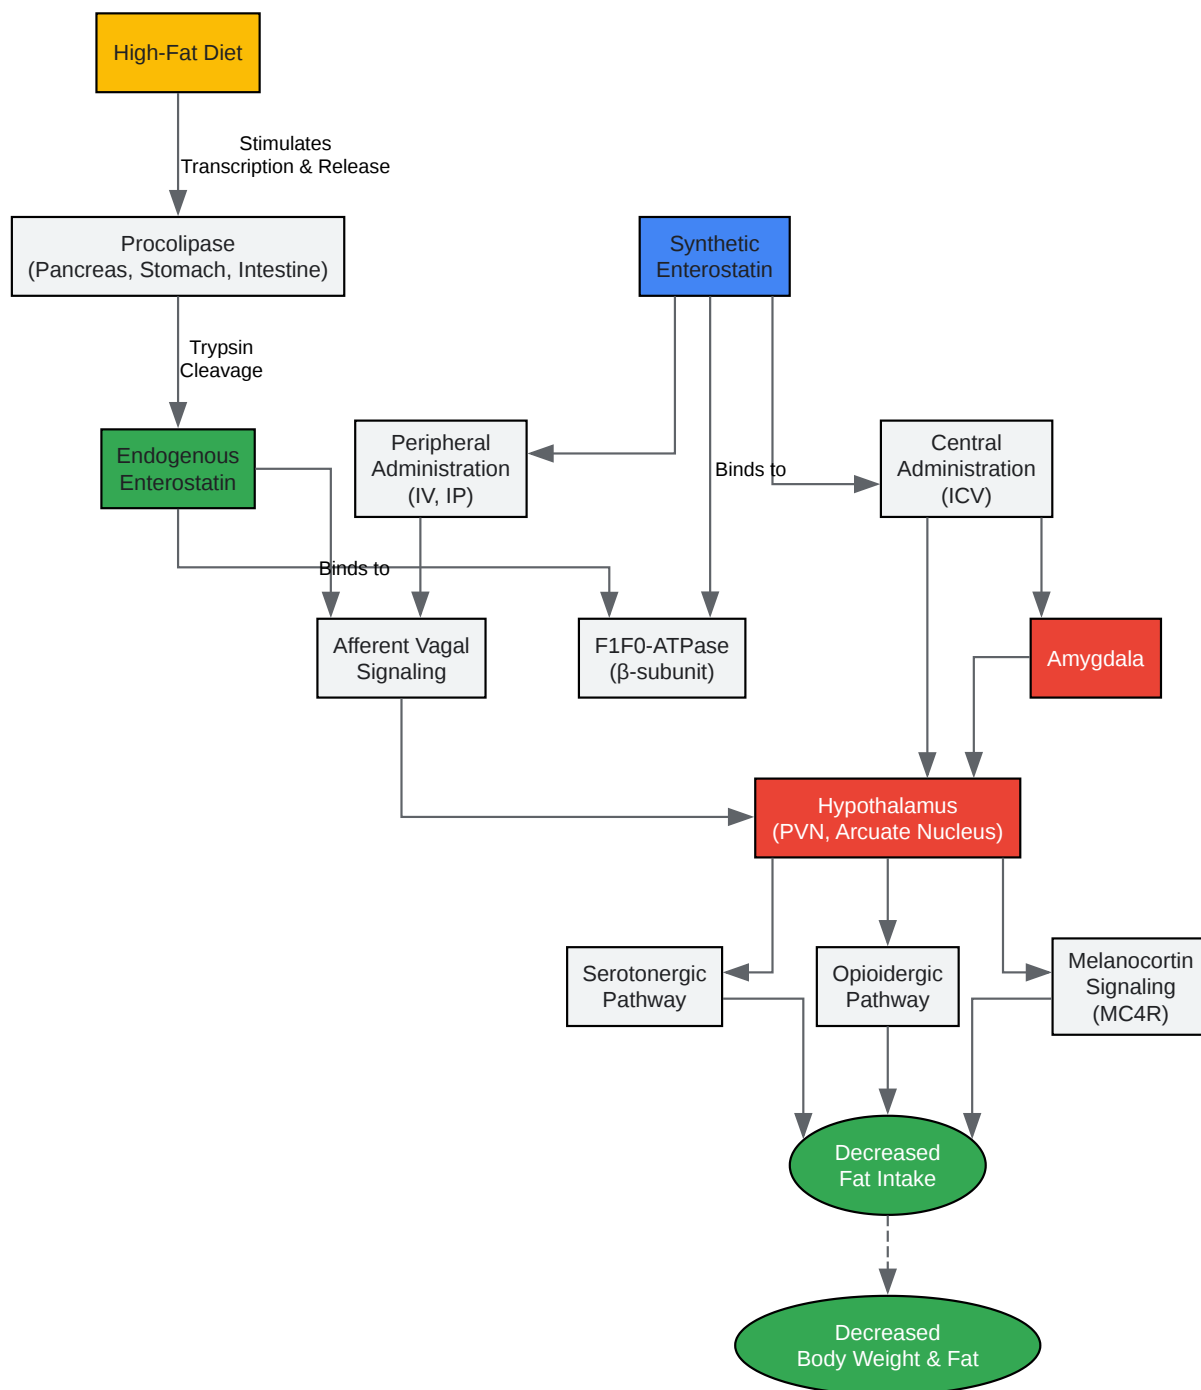 High-Fat Diet
Stimulates
Transcription & Release
Procolipase
(Pancreas, Stomach, Intestine)
Synthetic
Enterostatin
Trypsin
Cleavage
Endogenous
Enterostatin
Peripheral
Administration
(IV, IP)
Binds to
Central
Administration
(ICV)
Binds to
Afferent Vagal
Signaling
F1F0-ATPase
(β-subunit)
Amygdala
Hypothalamus
(PVN, Arcuate Nucleus)
Serotonergic
Pathway
Opioidergic
Pathway
Melanocortin
Signaling
(MC4R)
Decreased
Fat Intake
Decreased
Body Weight & Fat